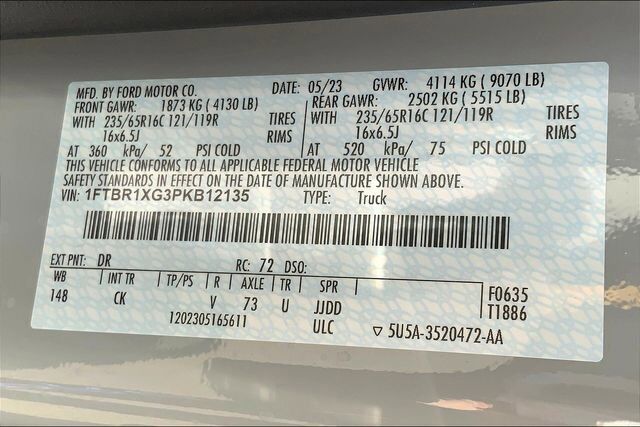 MFD. BY FORD MOTOR CO. DATE: 05/23 GVWR: 4114 KG ( 9070 LB)
FRONT GAWR: 1873 KG ( 4130 LB) REAR GAWR: 2502 KG ( 5515 LB)
WITH 235/65R16C 121/119R TIRES WITH 235/65R16C 121/119R TIRES
16x6.5J RIMS 16x6.5J RIMS
AT 360 kPa/ 52 PSI COLD AT 520 kPa/ 75 PSI COLD
THIS VEHICLE CONFORMS TO ALL APPLICABLE FEDERAL MOTOR VEHICLE
SAFETY STANDARDS IN EFFECT ON THE DATE OF MANUFACTURE SHOWN ABOVE.
VIN: 1FTBR1XG3PKB12135 TYPE: Truck
EXT PNT: DR RC: 72 DSO:
WB INT TR TP/PS R AXLE TR SPR F0635
148 CK V 73 U JJDD T1886
1202305165611 ULC ▽ 5U5A-3520472-AA